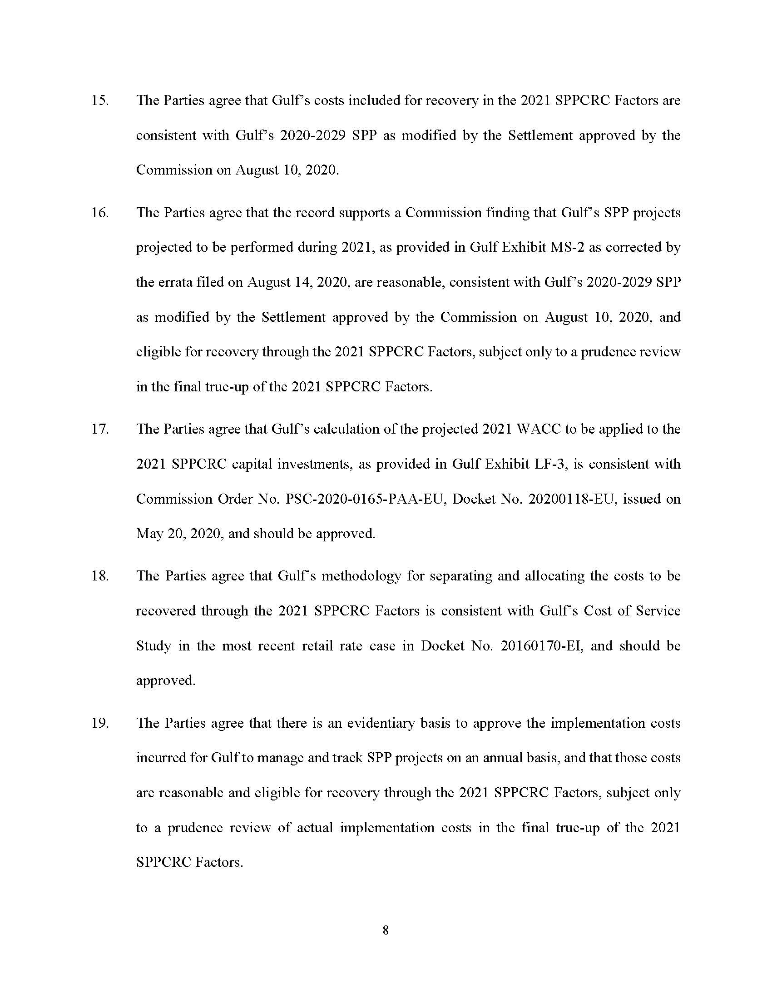 15. The Parties agree that Gulf's costs included for recovery in the 2021 SPPCRC Factors are
consistent with Gulf's 2020-2029 SPP as modified by the Settlement approved by the
Commission on August 10, 2020.
16. The Parties agree that the record supports a Commission finding that Gulf's SPP projects
projected to be performed during 2021, as provided in Gulf Exhibit MS-2 as corrected by
the errata filed on August 14, 2020, are reasonable, consistent with Gulf's 2020-2029 SPP
as modified by the Settlement approved by the Commission on August 10, 2020, and
eligible for recovery through the 2021 SPPCRC Factors, subject only to a prudence review
in the final true-up of the 2021 SPPCRC Factors.
17. The Parties agree that Gulf's calculation of the projected 2021 WACC to be applied to the
2021 SPPCRC capital investments, as provided in Gulf Exhibit LF-3, is consistent with
Commission Order No. PSC-2020-0165-PAA-EU, Docket No. 20200118-EU, issued on
May 20, 2020, and should be approved.
18. The Parties agree that Gulf's methodology for separating and allocating the costs to be
recovered through the 2021 SPPCRC Factors is consistent with Gulf's Cost of Service
Study in the most recent retail rate case in Docket No. 20160170-EI, and should be
approved.
19. The Parties agree that there is an evidentiary basis to approve the implementation costs
incurred for Gulf to manage and track SPP projects on an annual basis, and that those costs
are reasonable and eligible for recovery through the 2021 SPPCRC Factors, subject only
to a prudence review of actual implementation costs in the final true-up of the 2021
SPPCRC Factors.
8